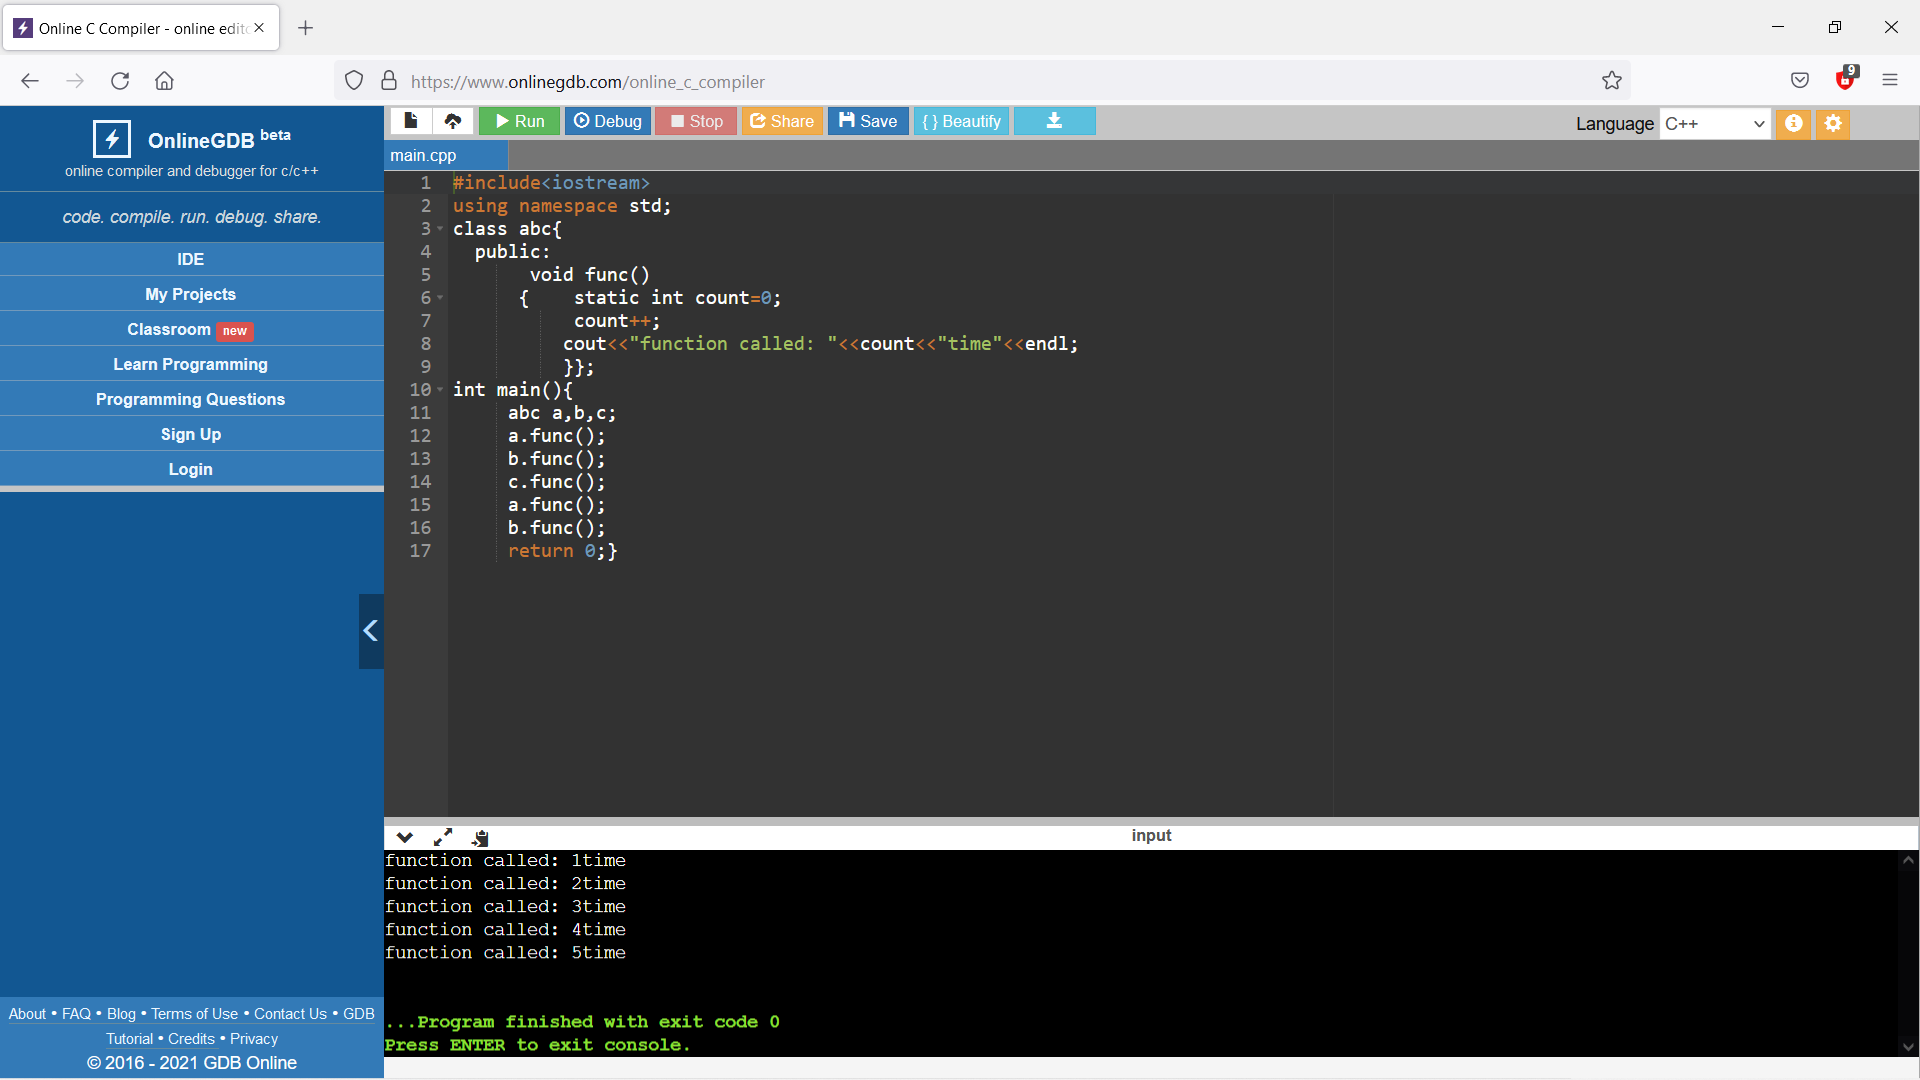 Online C Compiler - online edito
https://www.onlinegdb.com/online_c_compiler
9
OnlineGDB beta
online compiler and debugger for c/c++
code. compile. run. debug. share.
IDE
My Projects
Classroom new
Learn Programming
Programming Questions
Sign Up
Login
About • FAQ • Blog • Terms of Use • Contact Us • GDB
Tutorial • Credits • Privacy
© 2016 - 2021 GDB Online
Run Debug Stop Share Save { } Beautify
Language C++
main.cpp
1 #include<iostream>
2 using namespace std;
3 class abc{
4 public:
5 void func()
6 { static int count=0;
7 count++;
8 cout<<"function called: "<<count<<"time"<<endl;
9 }};
10 int main(){
11 abc a,b,c;
12 a.func();
13 b.func();
14 c.func();
15 a.func();
16 b.func();
17 return 0;}
input
function called: 1time
function called: 2time
function called: 3time
function called: 4time
function called: 5time
...Program finished with exit code 0
Press ENTER to exit console.